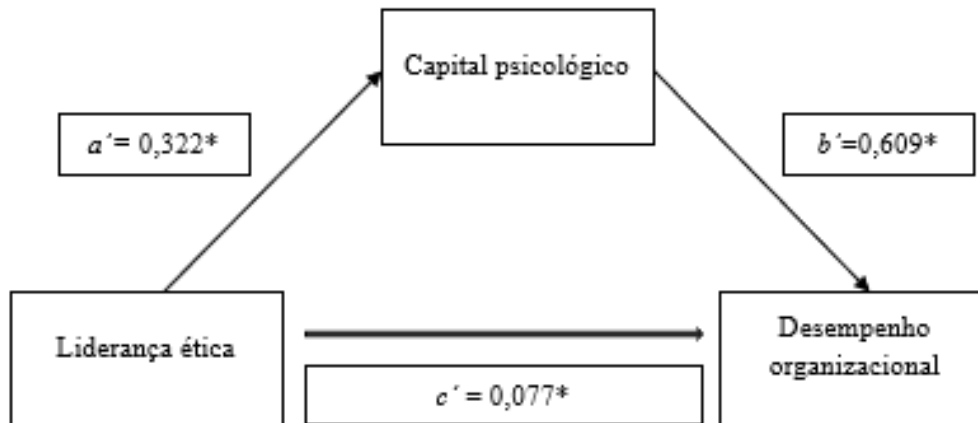 Capital psicológico
a´= 0,322*
b´=0,609*
Liderança ética
Desempenho
organizacional
c´ = 0,077*